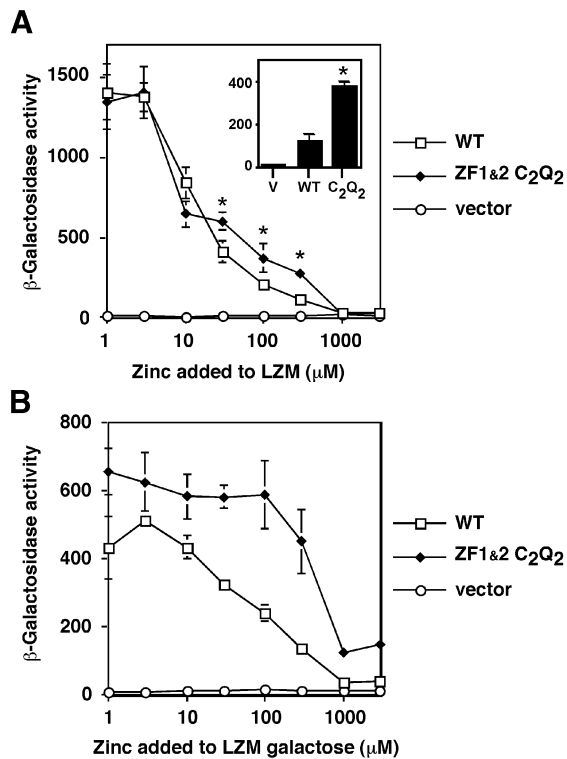 A
β-Galactosidase activity
1500
1000
500
0
1 10 100 1000
Zinc added to LZM (μM)
400
200
0
*
V WT C2Q2
*
*
*
WT
ZF1&2 C2Q2
vector
B
β-Galactosidase activity
800
600
400
200
0
1 10 100 1000
Zinc added to LZM galactose (μM)
WT
ZF1&2 C2Q2
vector